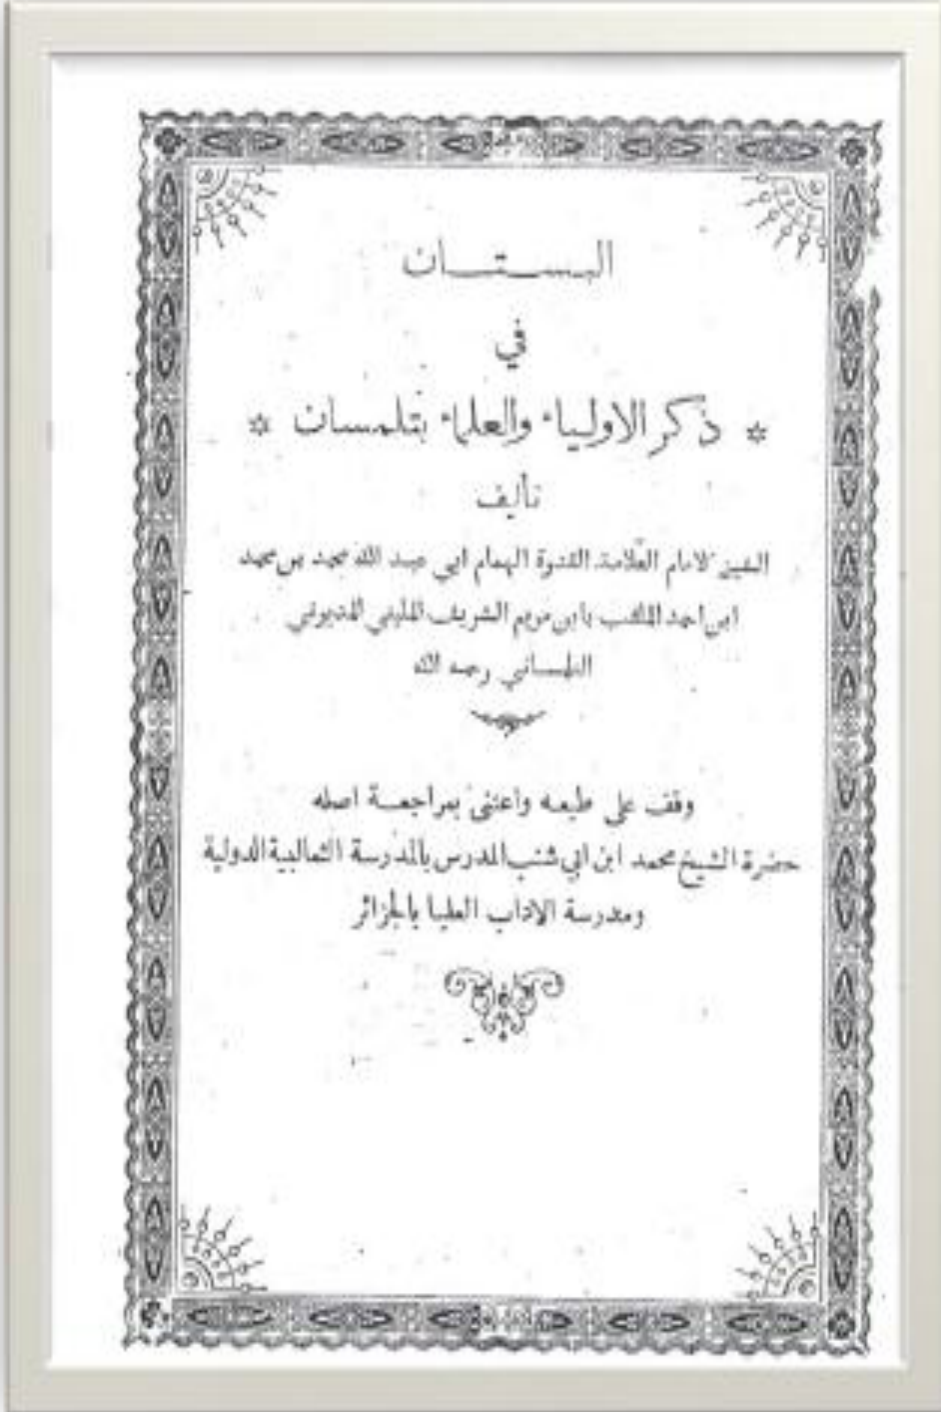 البستان
في
ذكر الاولياء والعلماء بتلمسان
تأليف
الشيخ الامام العلامة القدوة الهمام ابي عبد الله محمد بن محمد
ابن احمد الملقب بابن مريم الشريف المليتي المديوني
التلمساني رحمه الله
وقف على طبعه واعتنى بمراجعة اصله
حضرة الشيخ محمد ابن ابي شنب المدرس بالمدرسة الثعالبية الدولية
ومدرسة الاداب العليا بالجزائر